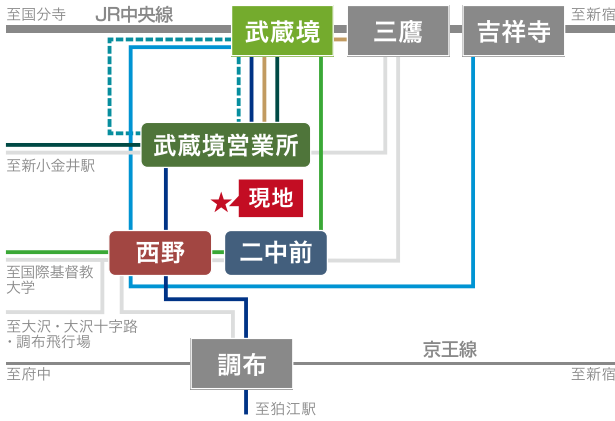 至国分寺
JR中央線
武蔵境
三鷹
吉祥寺
至新宿
武蔵境営業所
至新小金井駅
現地
西野
二中前
至国際基督教
大学
至大沢・大沢十字路
・調布飛行場
京王線
調布
至府中
至新宿
至狛江駅